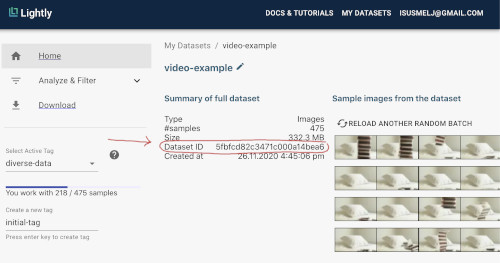 Lightly
DOCS & TUTORIALS MY DATASETS ISUSMELJ@GMAIL.COM
Home
Analyze & Filter
Download
Select Active Tag
diverse-data
You work with 218 / 475 samples
Create a new tag
initial-tag
Press enter key to create tag
My Datasets / video-example
video-example
Summary of full dataset
Type Images
#samples 475
Size 332.3 MB
Dataset ID 5fbfcd82c3471c000a14bea6
Created at 26.11.2020 4:45:06 pm
Sample images from the dataset
RELOAD ANOTHER RANDOM BATCH